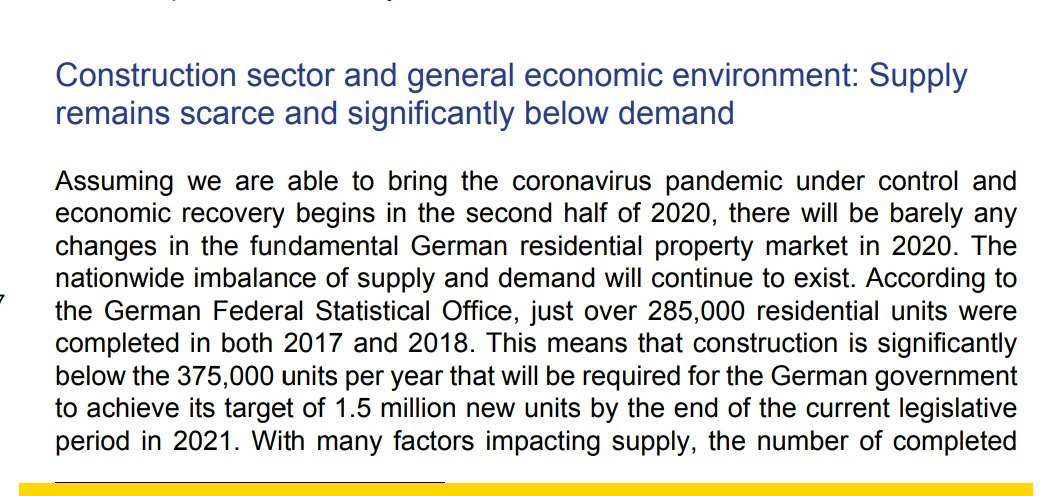 Construction sector and general economic environment: Supply
remains scarce and significantly below demand
Assuming we are able to bring the coronavirus pandemic under control and
economic recovery begins in the second half of 2020, there will be barely any
changes in the fundamental German residential property market in 2020. The
nationwide imbalance of supply and demand will continue to exist. According to
the German Federal Statistical Office, just over 285,000 residential units were
completed in both 2017 and 2018. This means that construction is significantly
below the 375,000 units per year that will be required for the German government
to achieve its target of 1.5 million new units by the end of the current legislative
period in 2021. With many factors impacting supply, the number of completed